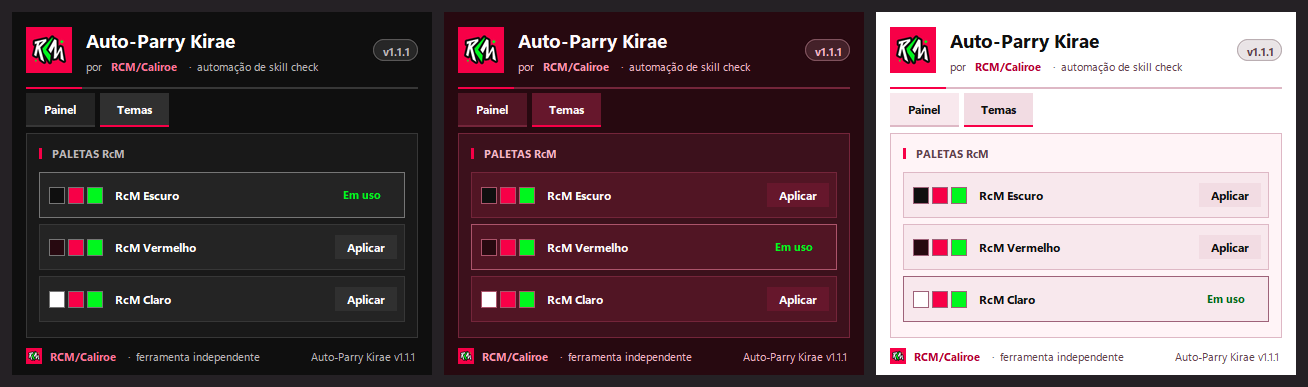 RCM
Auto-Parry Kirae
por RCM/Caliroe · automação de skill check
v1.1.1
Painel
Temas
PALETAS RcM
RcM Escuro
Em uso
RcM Vermelho
Aplicar
RcM Claro
Aplicar
RCM/Caliroe · ferramenta independente
Auto-Parry Kirae v1.1.1
RCM
Auto-Parry Kirae
por RCM/Caliroe · automação de skill check
v1.1.1
Painel
Temas
PALETAS RcM
RcM Escuro
Aplicar
RcM Vermelho
Em uso
RcM Claro
Aplicar
RCM/Caliroe · ferramenta independente
Auto-Parry Kirae v1.1.1
RCM
Auto-Parry Kirae
por RCM/Caliroe · automação de skill check
v1.1.1
Painel
Temas
PALETAS RcM
RcM Escuro
Aplicar
RcM Vermelho
Aplicar
RcM Claro
Em uso
RCM/Caliroe · ferramenta independente
Auto-Parry Kirae v1.1.1